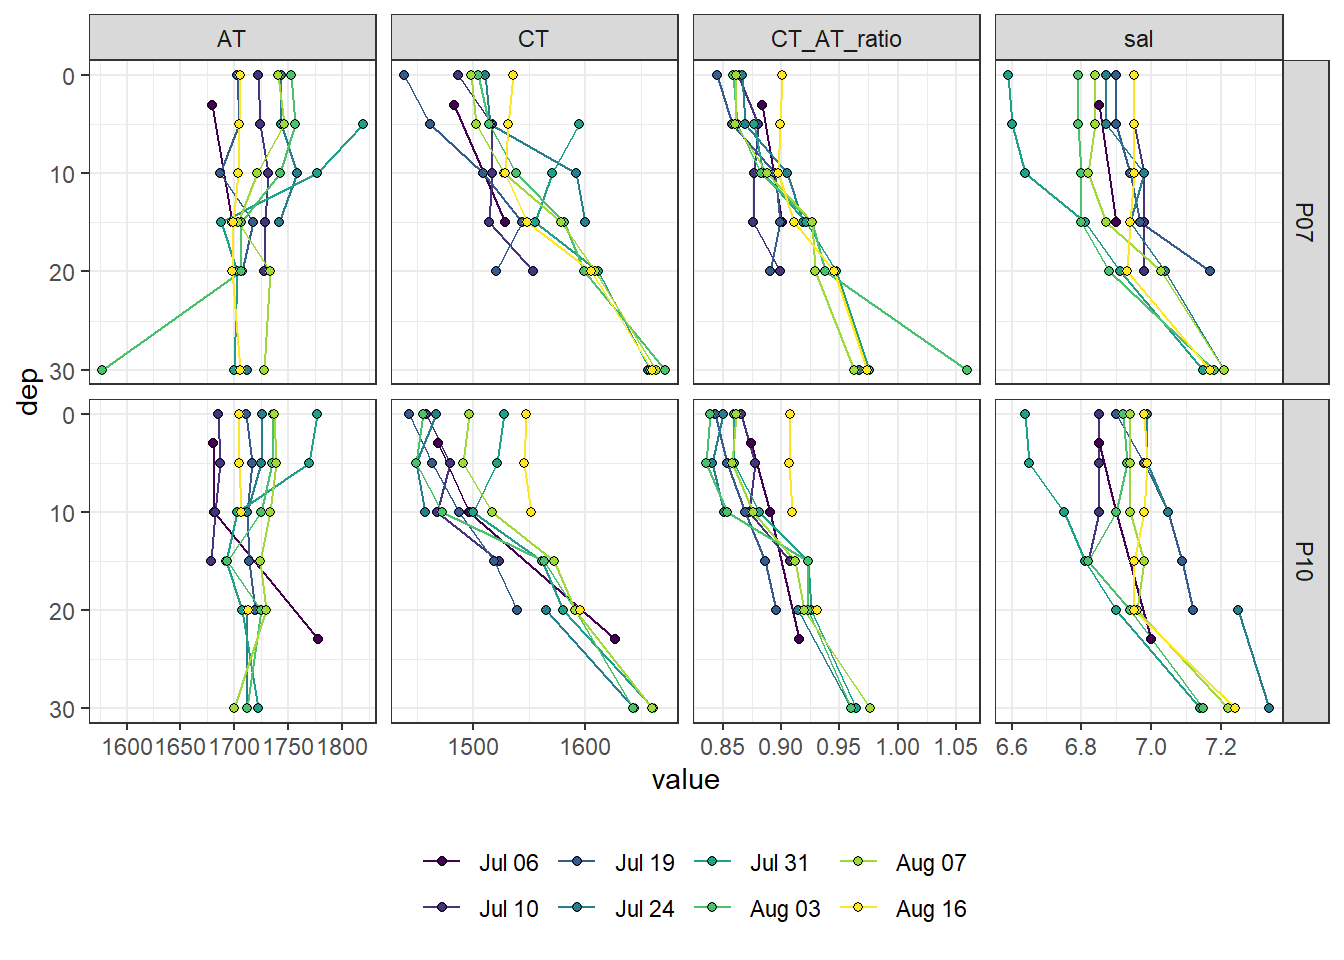 AT CT CT_AT_ratio sal
0
10
20
30
P07
dep
0
10
20
30
P10
1600 1650 1700 1750 1800 1500 1600 0.85 0.90 0.95 1.00 1.05 6.6 6.8 7.0 7.2
value
Jul 06 Jul 19 Jul 31 Aug 07
Jul 10 Jul 24 Aug 03 Aug 16